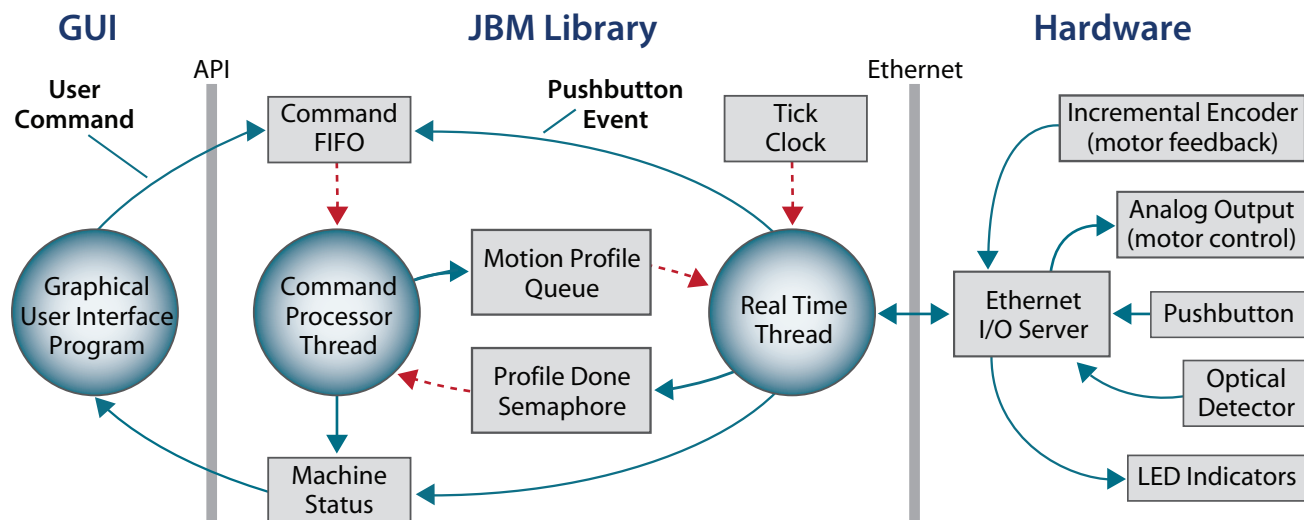 GUI
JBM Library
Hardware
API
Ethernet
User
Command
Command
FIFO
Pushbutton
Event
Tick
Clock
Incremental Encoder
(motor feedback)
Analog Output
(motor control)
Graphical
User Interface
Program
Command
Processor
Thread
Motion Profile
Queue
Real Time
Thread
Ethernet
I/O Server
Pushbutton
Profile Done
Semaphore
Optical
Detector
Machine
Status
LED Indicators